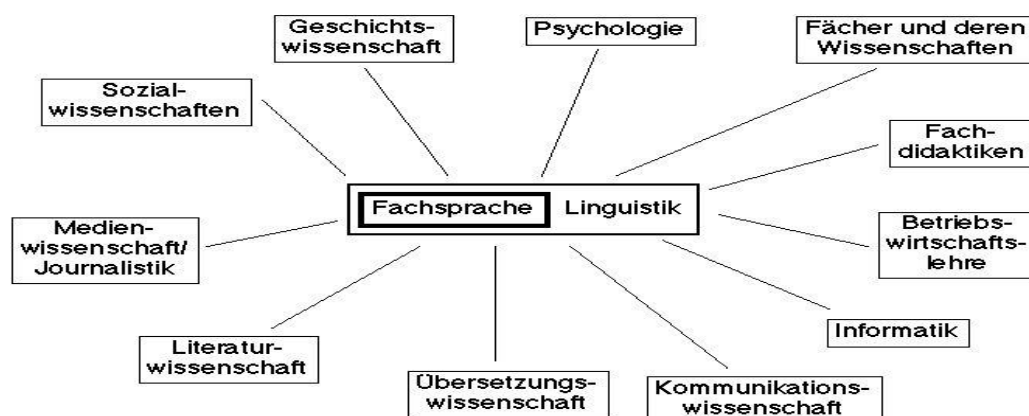 Geschichts-
wissenschaft
Psychologie
Fächer und deren
Wissenschaften
Sozial-
wissenschaften
Fach-
didaktiken
Fachsprache Linguistik
Medien-
wissenschaft/
Journalistik
Betriebs-
wirtschafts-
lehre
Informatik
Literatur-
wissenschaft
Übersetzungs-
wissenschaft
Kommunikations-
wissenschaft